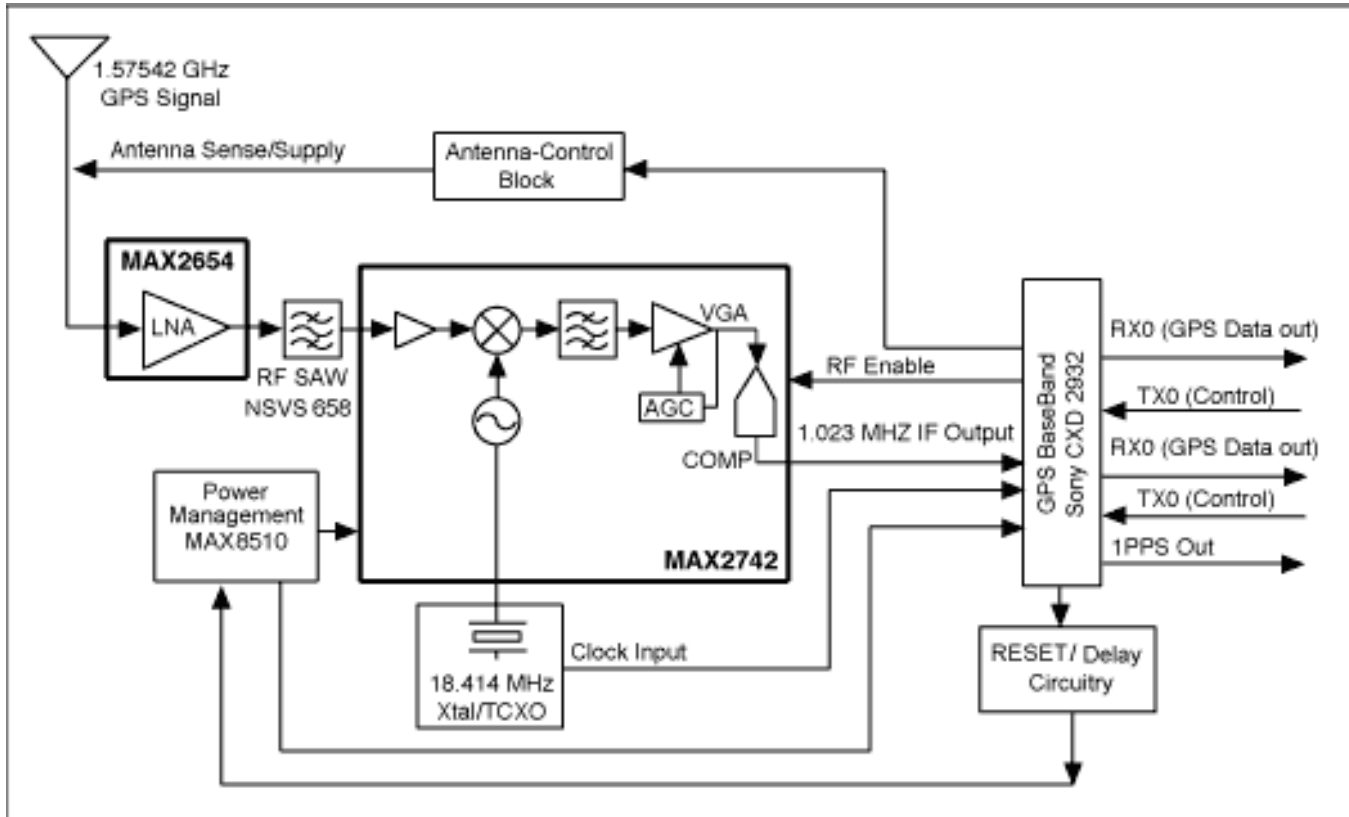 1.57542 GHz
GPS Signal
Antenna Sense/Supply
Antenna-Control
Block
MAX2654
LNA
RF SAW
NSVS 658
VGA
AGC
COMP
MAX2742
RF Enable
1.023 MHZ IF Output
GPS BaseBand
Sony CXD 2932
RX0 (GPS Data out)
TX0 (Control)
RX0 (GPS Data out)
TX0 (Control)
1PPS Out
Power
Management
MAX8510
18.414 MHz
Xtal/TCXO
Clock Input
RESET/ Delay
Circuitry